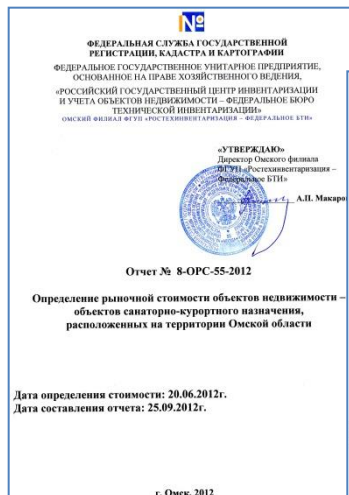 №
ФЕДЕРАЛЬНАЯ СЛУЖБА ГОСУДАРСТВЕННОЙ
РЕГИСТРАЦИИ, КАДАСТРА И КАРТОГРАФИИ
ФЕДЕРАЛЬНОЕ ГОСУДАРСТВЕННОЕ УНИТАРНОЕ ПРЕДПРИЯТИЕ,
ОСНОВАННОЕ НА ПРАВЕ ХОЗЯЙСТВЕННОГО ВЕДЕНИЯ,
«РОССИЙСКИЙ ГОСУДАРСТВЕННЫЙ ЦЕНТР ИНВЕНТАРИЗАЦИИ
И УЧЕТА ОБЪЕКТОВ НЕДВИЖИМОСТИ – ФЕДЕРАЛЬНОЕ БЮРО
ТЕХНИЧЕСКОЙ ИНВЕНТАРИЗАЦИИ»
ОМСКИЙ ФИЛИАЛ ФГУП «РОСТЕХИНВЕНТАРИЗАЦИЯ – ФЕДЕРАЛЬНОЕ БТИ»
«УТВЕРЖДАЮ»
Директор Омского филиала
ФГУП «Ростехинвентаризация –
Федеральное БТИ»
А.П. Макаро
Отчет № 8-ОРС-55-2012
Определение рыночной стоимости объектов недвижимости –
объектов санаторно-курортного назначения,
расположенных на территории Омской области
Дата определения стоимости: 20.06.2012г.
Дата составления отчета: 25.09.2012г.
г. Омск, 2012